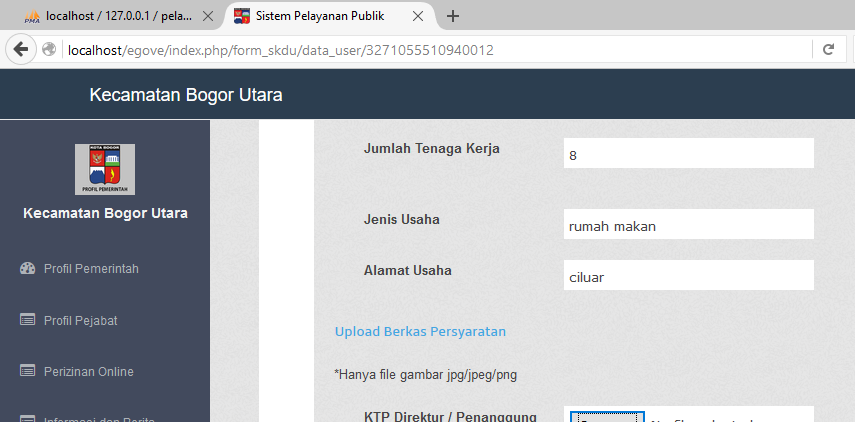 PMA localhost / 127.0.0.1 / pela...
Sistem Pelayanan Publik
localhost/egove/index.php/form_skdu/data_user/3271055510940012
Kecamatan Bogor Utara
KOTA BOGOR
PROFIL PEMERINTAH
Kecamatan Bogor Utara
Profil Pemerintah
Profil Pejabat
Perizinan Online
Jumlah Tenaga Kerja
8
Jenis Usaha
rumah makan
Alamat Usaha
ciluar
Upload Berkas Persyaratan
*Hanya file gambar jpg/jpeg/png
KTP Direktur / Penanggung